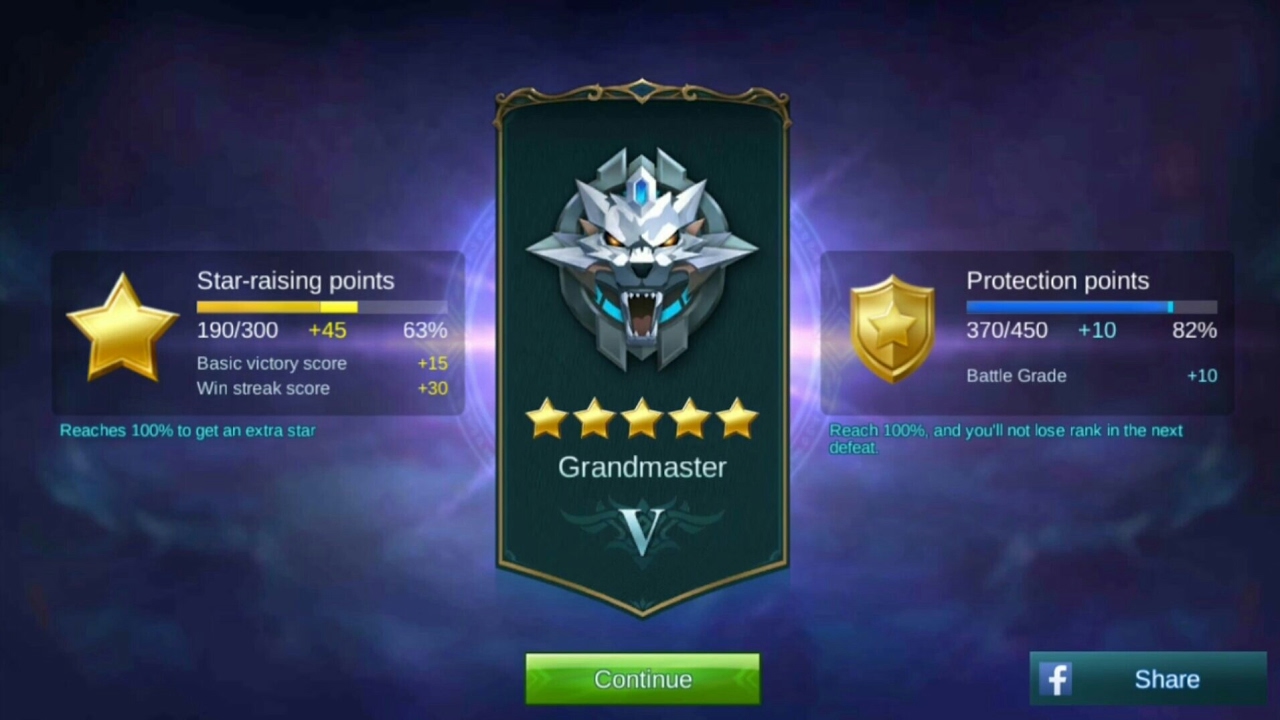 Star-raising points
190/300 +45 63%
Basic victory score +15
Win streak score +30
Reaches 100% to get an extra star
Grandmaster
V
Protection points
370/450 +10 82%
Battle Grade +10
Reach 100%, and you'll not lose rank in the next
defeat.
Continue
f Share